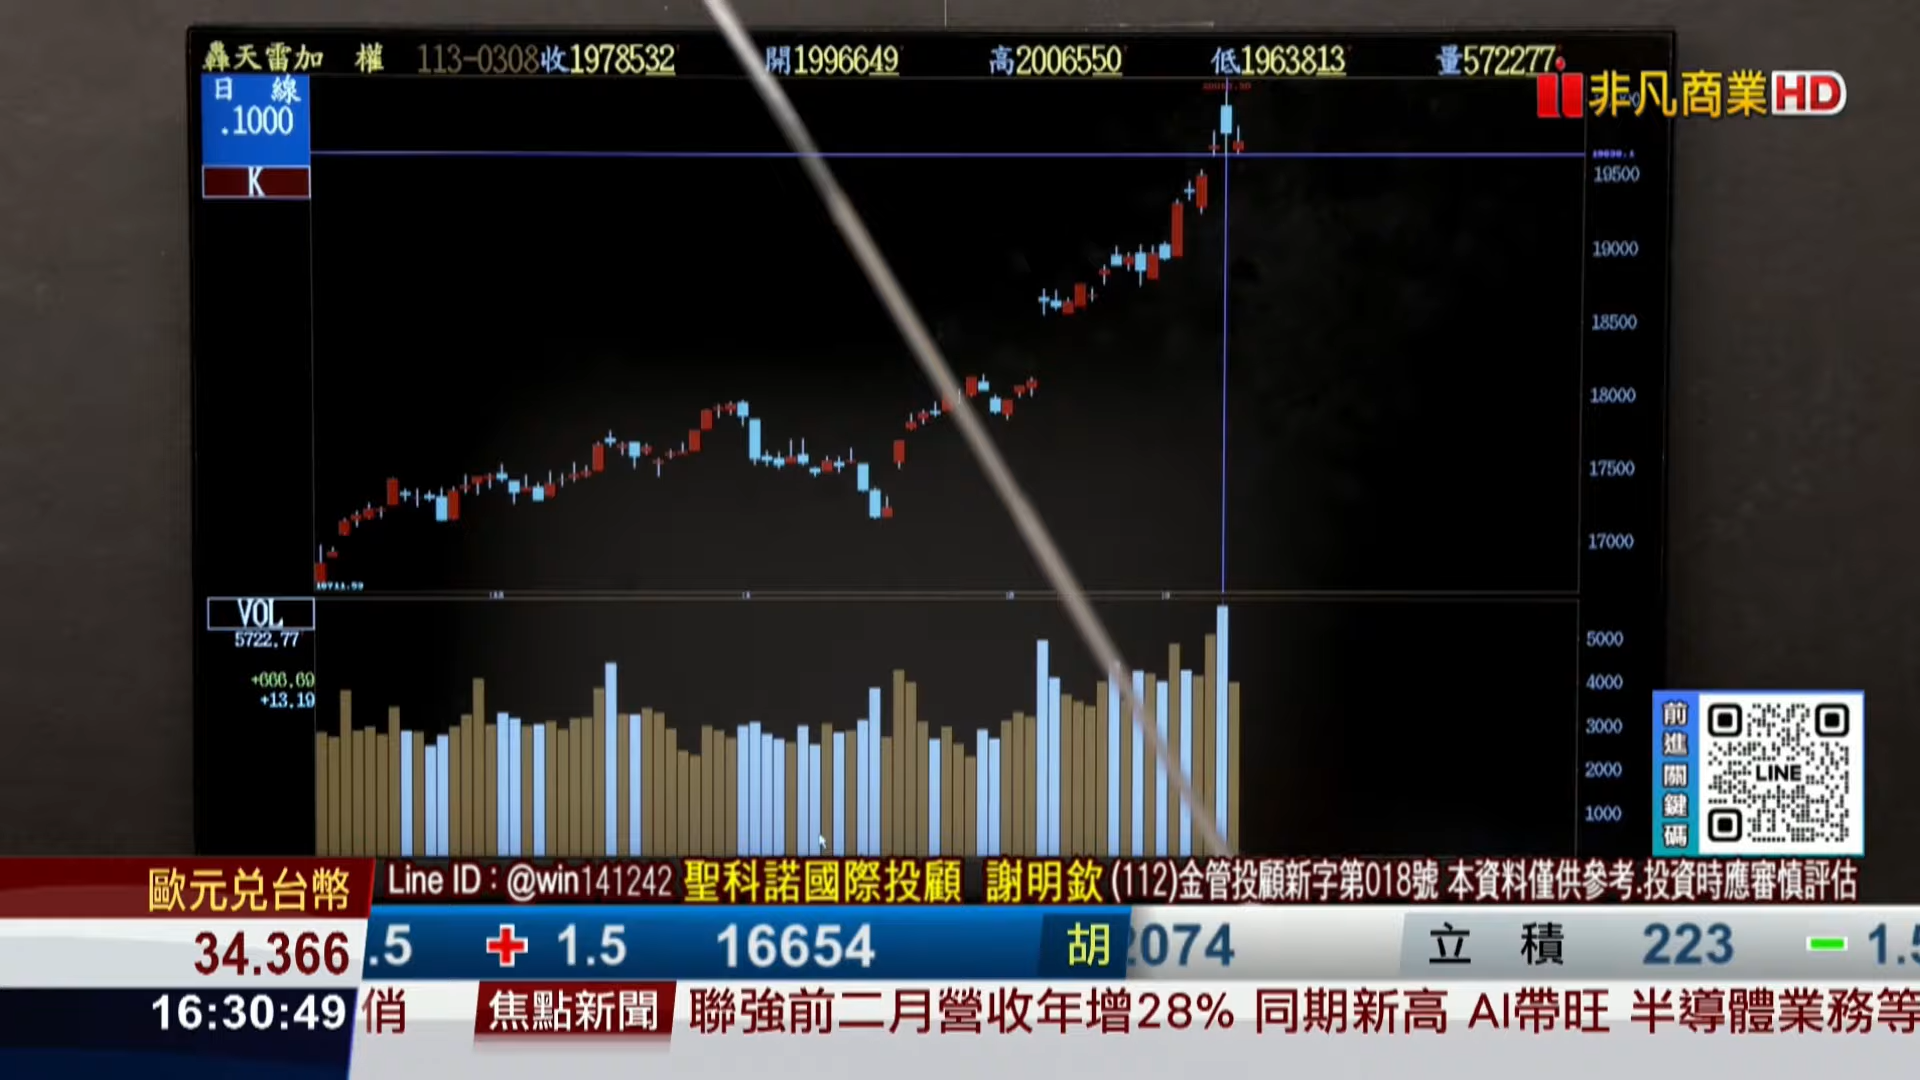 轟天雷加 權 113-0308收1978532 開1996649 高2006550 低1963813 量572277
日 線
.1000
K
非凡商業HD
19500
19000
18500
18000
17500
17000
VOL
5722.77
+666.69
+13.19
5000
4000
3000
2000
1000
前進關鍵碼
LINE
歐元兌台幣
34.366
16:30:49
Line ID：@win141242 聖科諾國際投顧 謝明欽 (112)金管投顧新字第018號 本資料僅供參考.投資時應審慎評估
.5 + 1.5 16654 胡 2074 立 積 223 - 1.5
俏 焦點新聞 聯強前二月營收年增28% 同期新高 AI帶旺 半導體業務等